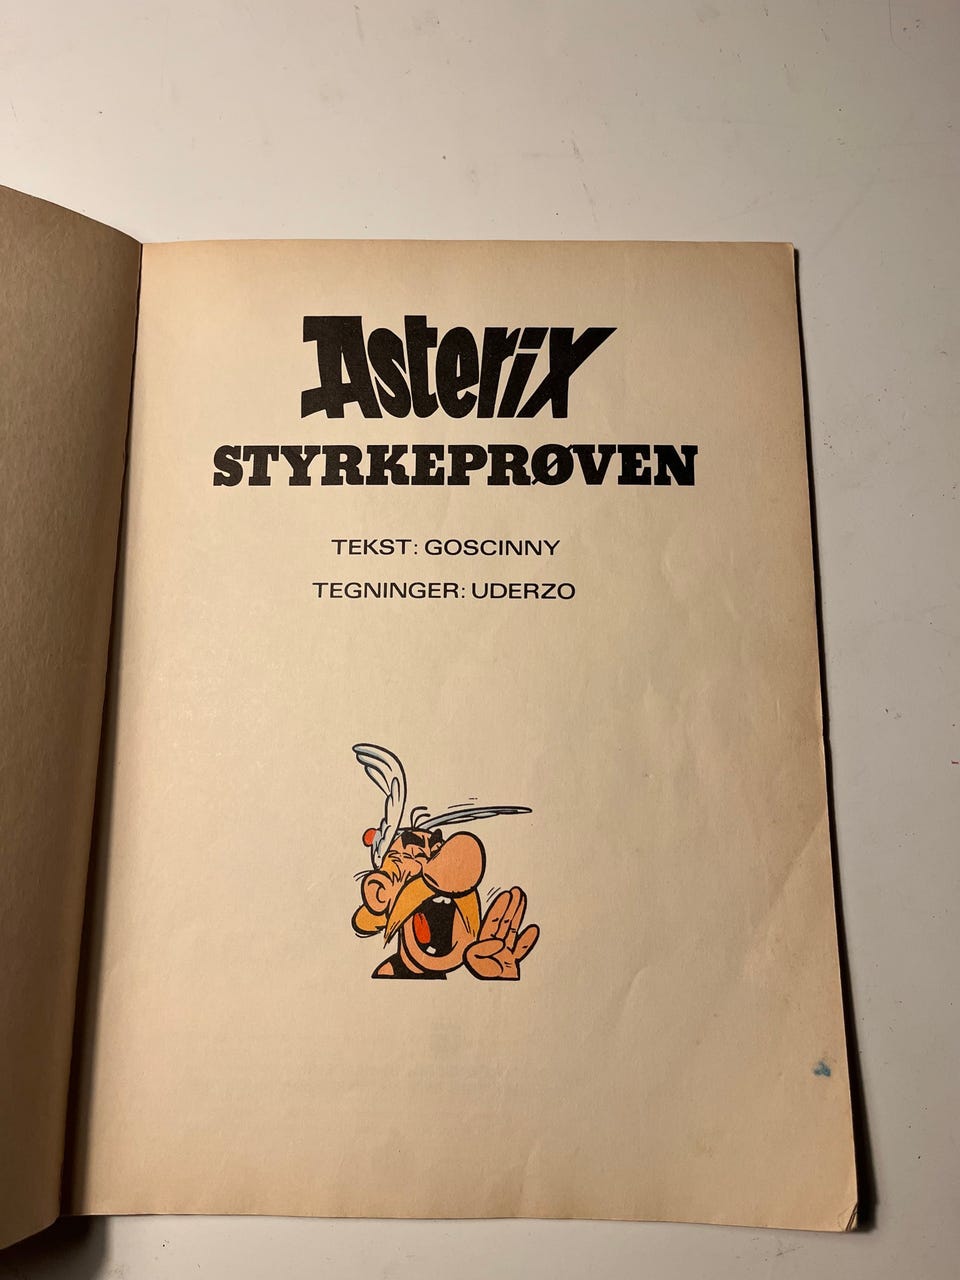 Asterix
STYRKEPRØVEN
TEKST: GOSCINNY
TEGNINGER: UDERZO